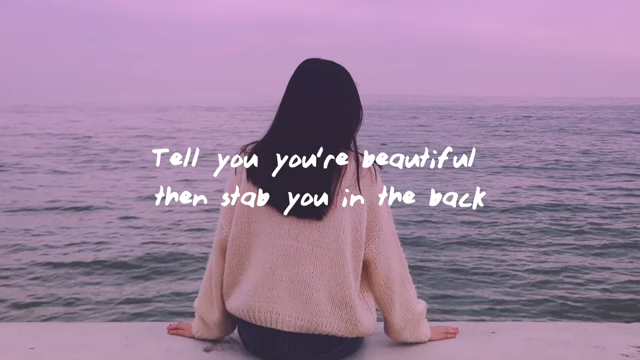 Tell you you're beautiful
then stab you in the back